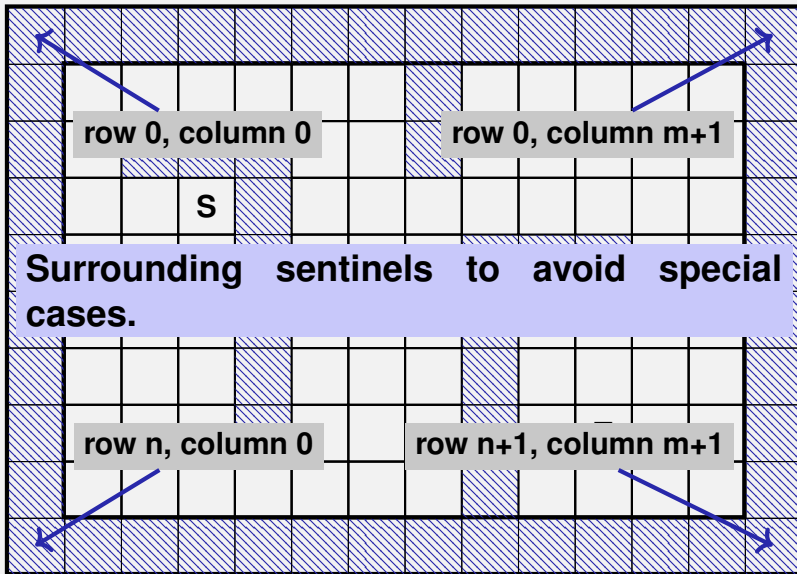 row 0, column 0
row 0, column m+1
S
Surrounding sentinels to avoid special
cases.
row n, column 0
row n+1, column m+1